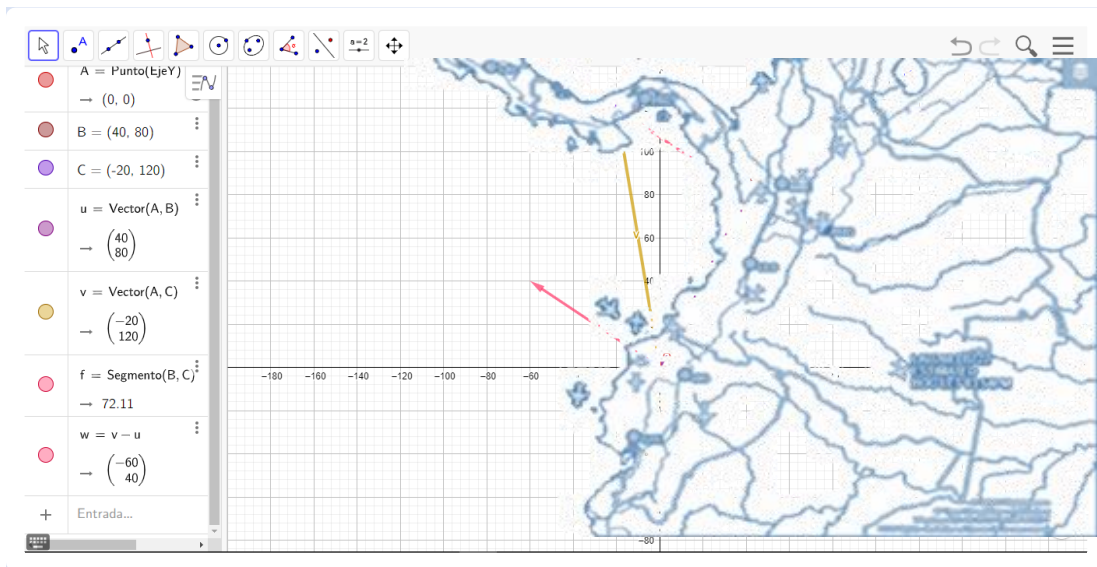 A
a=2
A = Punto(EjeY)
→ (0, 0)
B = (40, 80)
C = (-20, 120)
u = Vector(A, B)
→ (40
80)
v = Vector(A, C)
→ (−20
120)
f = Segmento(B, C)
→ 72.11
w = v − u
→ (−60
40)
+ Entrada...
100
80
60
40
v
−180 −160 −140 −120 −100 −80 −60
−80